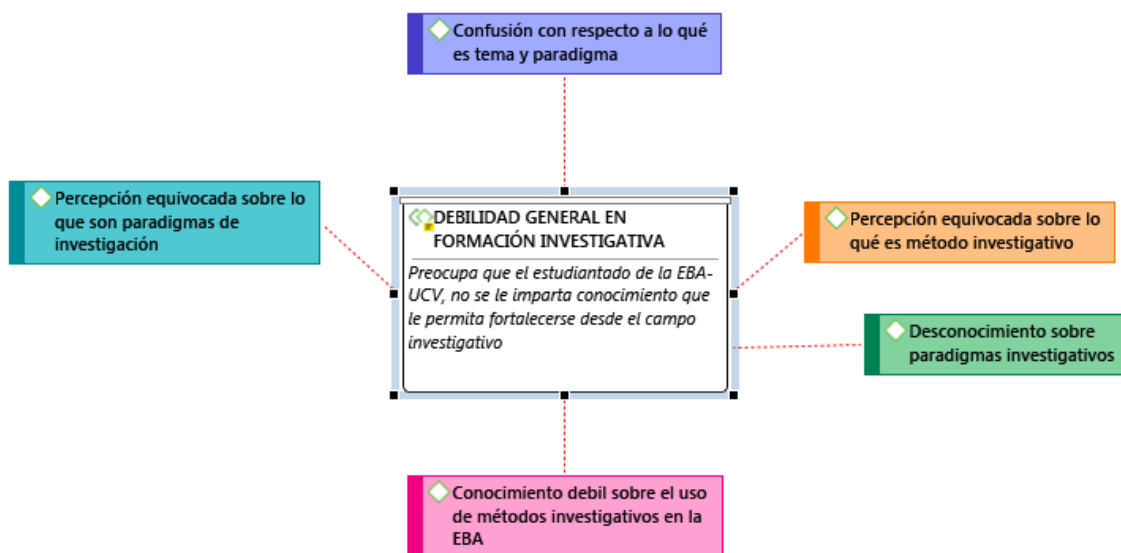 Confusión con respecto a lo qué
es tema y paradigma
Percepción equivocada sobre lo
que son paradigmas de
investigación
DEBILIDAD GENERAL EN
FORMACIÓN INVESTIGATIVA
Preocupa que el estudiantado de la EBA-
UCV, no se le imparta conocimiento que
le permita fortalecerse desde el campo
investigativo
Percepción equivocada sobre lo
qué es método investigativo
Desconocimiento sobre
paradigmas investigativos
Conocimiento debil sobre el uso
de métodos investigativos en la
EBA